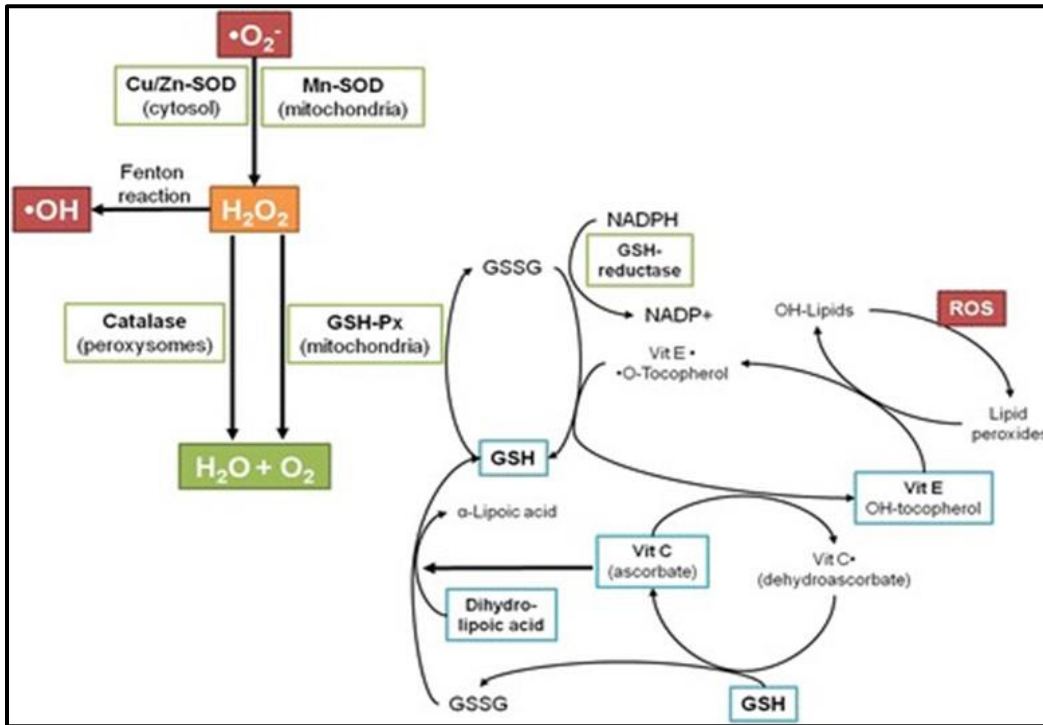 •O₂⁻
Cu/Zn-SOD
(cytosol)
Mn-SOD
(mitochondria)
Fenton
reaction
•OH
H₂O₂
Catalase
(peroxysomes)
GSH-Px
(mitochondria)
H₂O + O₂
NADPH
GSH-
reductase
GSSG
NADP+
OH-Lipids
ROS
Vit E •
•O-Tocopherol
Lipid
peroxides
GSH
Vit E
OH-tocopherol
α-Lipoic acid
Vit C
(ascorbate)
Vit C•
(dehydroascorbate)
Dihydro-
lipoic acid
GSSG
GSH